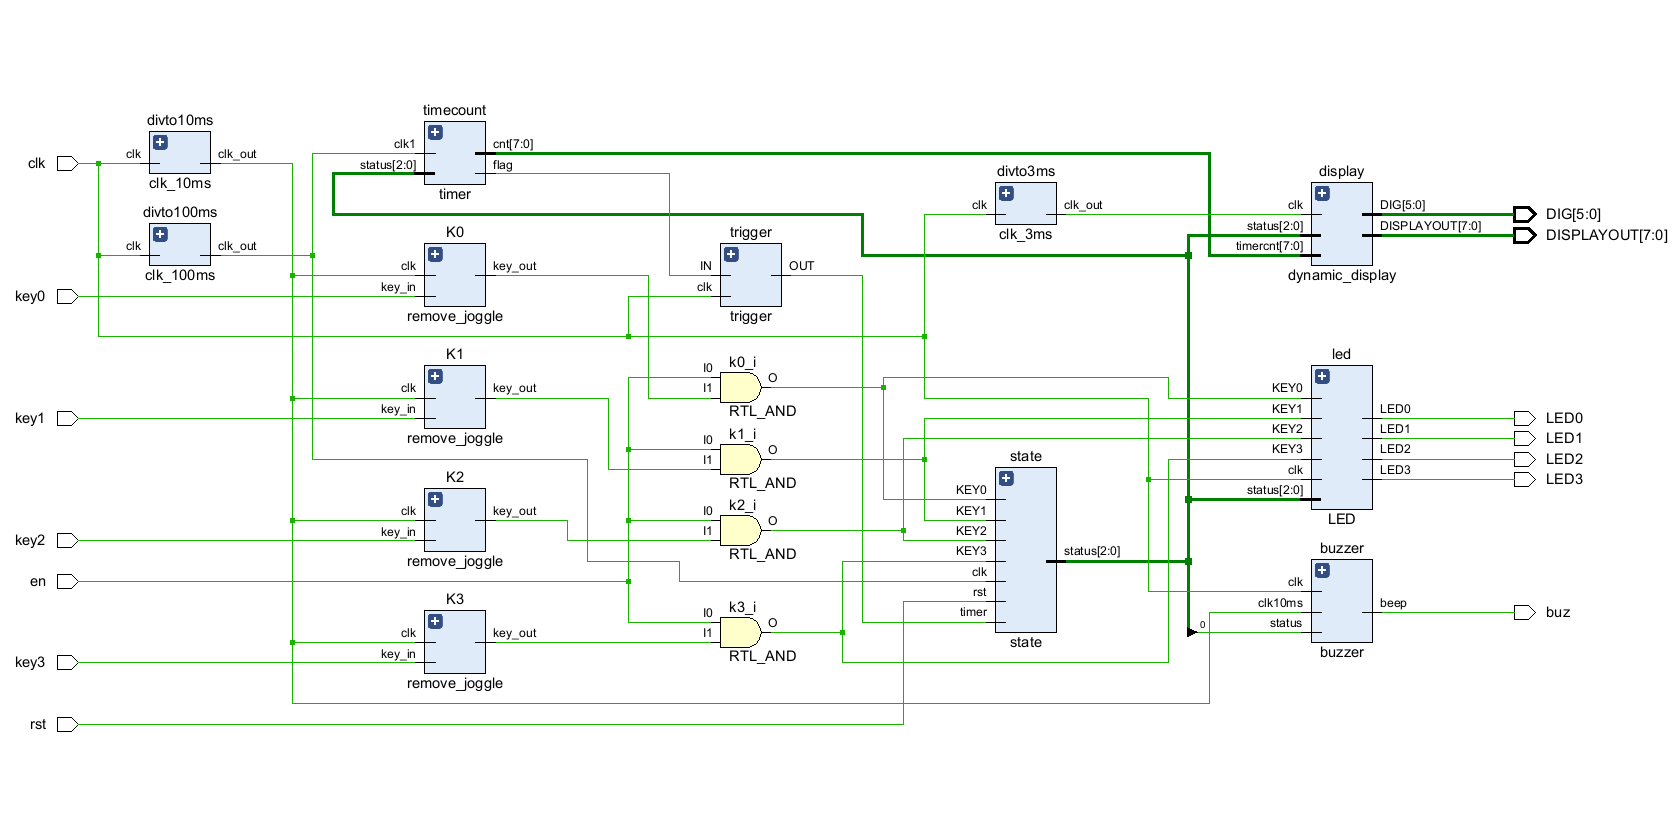 clk
key0
key1
key2
en
key3
rst
divto10ms
clk
clk_out
clk_10ms
divto100ms
clk
clk_out
clk_100ms
timecount
clk1
status[2:0]
cnt[7:0]
flag
timer
K0
clk
key_in
key_out
remove_joggle
K1
clk
key_in
key_out
remove_joggle
K2
clk
key_in
key_out
remove_joggle
K3
clk
key_in
key_out
remove_joggle
trigger
IN
clk
OUT
trigger
k0_i
I0
I1
O
RTL_AND
k1_i
I0
I1
O
RTL_AND
k2_i
I0
I1
O
RTL_AND
k3_i
I0
I1
O
RTL_AND
divto3ms
clk
clk_out
clk_3ms
state
KEY0
KEY1
KEY2
KEY3
clk
rst
timer
status[2:0]
state
display
clk
status[2:0]
timercnt[7:0]
DIG[5:0]
DISPLAYOUT[7:0]
dynamic_display
led
KEY0
KEY1
KEY2
KEY3
clk
status[2:0]
LED0
LED1
LED2
LED3
LED
buzzer
clk
clk10ms
0
status
beep
buzzer
DIG[5:0]
DISPLAYOUT[7:0]
LED0
LED1
LED2
LED3
buz